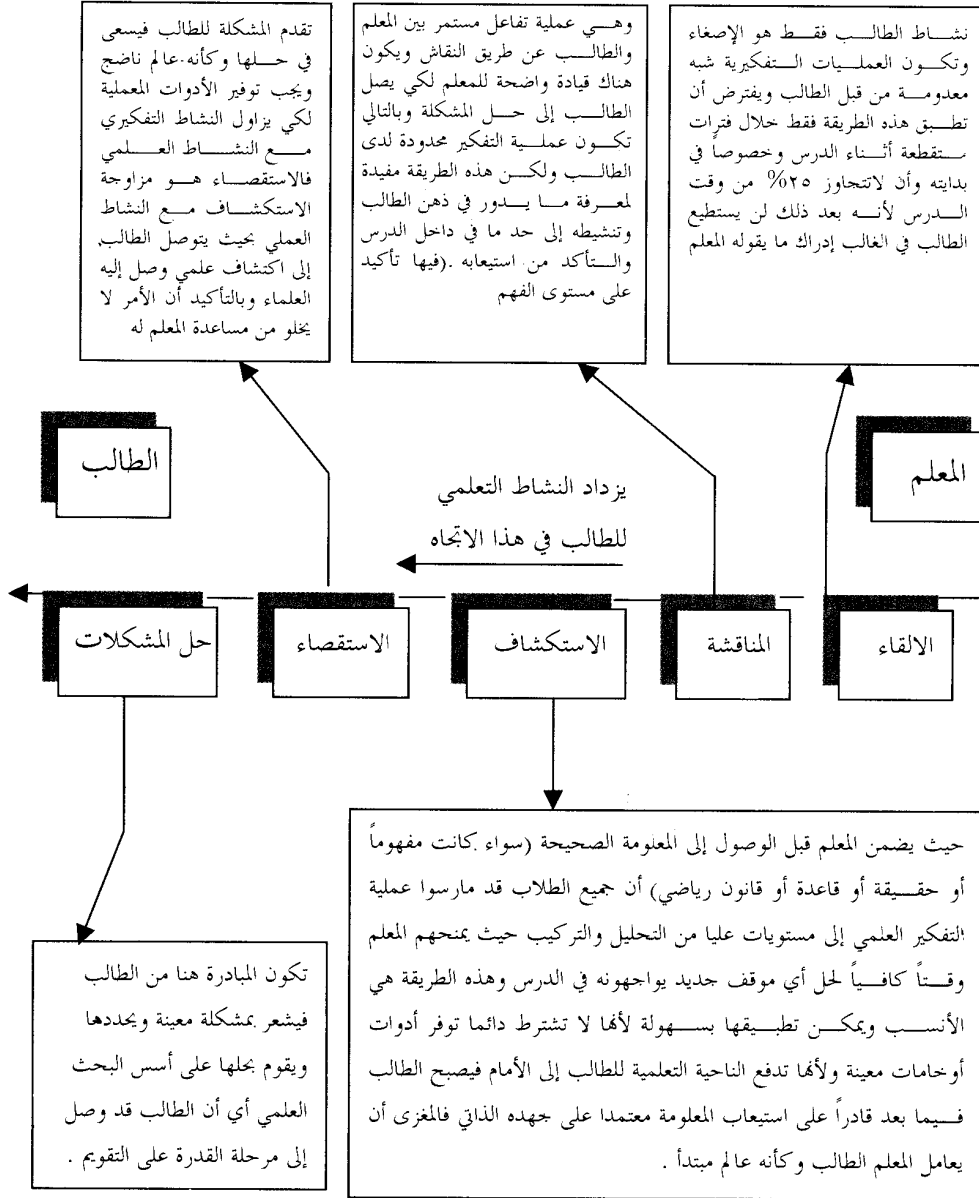 نشاط الطالب فقط هو الإصغاء
وتكون العمليات التفكيرية شبه
معدومة من قبل الطالب ويفترض أن
تطبق هذه الطريقة فقط خلال فترات
متقطعة أثناء الدرس وخصوصاً في
بدايته وأن لاتتجاوز ٢٥% من وقت
الدرس لأنه بعد ذلك لن يستطيع
الطالب في الغالب إدراك ما يقوله المعلم
وهي عملية تفاعل مستمر بين المعلم
والطالب عن طريق النقاش ويكون
هناك قيادة واضحة للمعلم لكي يصل
الطالب إلى حل المشكلة وبالتالي
تكون عملية التفكير محدودة لدى
الطالب ولكن هذه الطريقة مفيدة
لمعرفة ما يدور في ذهن الطالب
وتنشيطه إلى حد ما في داخل الدرس
والتأكد من استيعابه .(فيها تأكيد
على مستوى الفهم
تقدم المشكلة للطالب فيسعى
في حلها وكأنه عالم ناضج
ويجب توفير الأدوات المعملية
لكي يزاول النشاط التفكيري
مع النشاط العلمي
فالاستقصاء هو مزاوجة
الاستكشاف مع النشاط
العملي بحيث يتوصل الطالب
إلى اكتشاف علمي وصل إليه
العلماء وبالتأكيد أن الأمر لا
يخلو من مساعدة المعلم له
المعلم
الطالب
يزداد النشاط التعلمي
للطالب في هذا الاتجاه
الالقاء
المناقشة
الاستكشاف
الاستقصاء
حل المشكلات
حيث يضمن المعلم قبل الوصول إلى المعلومة الصحيحة (سواء كانت مفهوماً
أو حقيقة أو قاعدة أو قانون رياضي) أن جميع الطلاب قد مارسوا عملية
التفكير العلمي إلى مستويات عليا من التحليل والتركيب حيث يمنحهم المعلم
وقتاً كافياً لحل أي موقف جديد يواجهونه في الدرس وهذه الطريقة هي
الأنسب ويمكن تطبيقها بسهولة لأنها لا تشترط دائما توفر أدوات
أوخامات معينة ولأنها تدفع الناحية التعلمية للطالب إلى الأمام فيصبح الطالب
فيما بعد قادراً على استيعاب المعلومة معتمدا على جهده الذاتي فالمغزى أن
يعامل المعلم الطالب وكأنه عالم مبتدأ .
تكون المبادرة هنا من الطالب
فيشعر بمشكلة معينة ويحددها
ويقوم بحلها على أسس البحث
العلمي أي أن الطالب قد وصل
إلى مرحلة القدرة على التقويم .